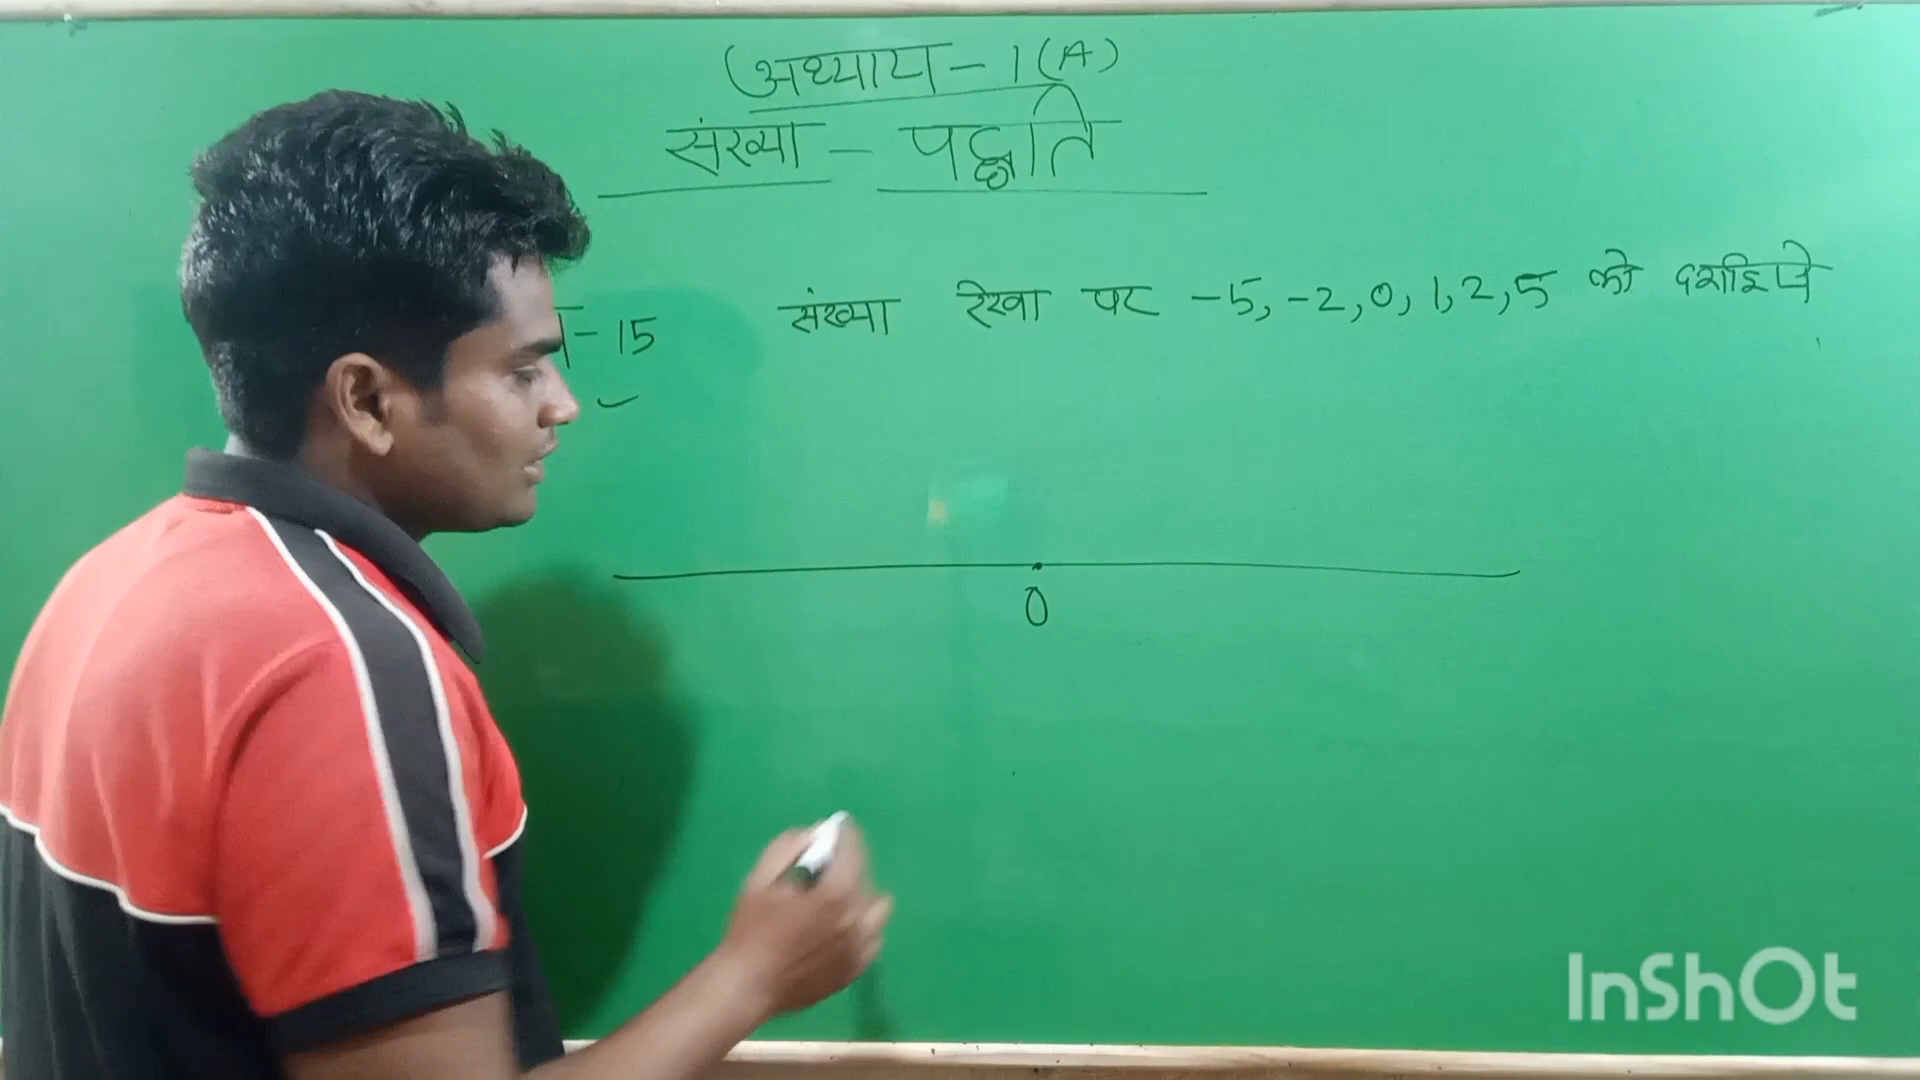 अध्याय - 1 (A)
संख्या - पद्धति
- 15 संख्या रेखा पर -5, -2, 0, 1, 2, 5 को दर्शाइये
0
InShOt